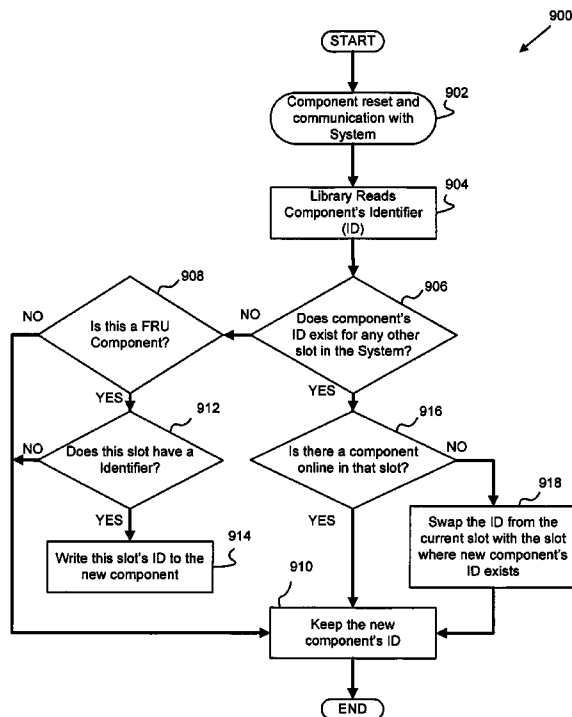 900
START
902
Component reset and
communication with
System
904
Library Reads
Component's Identifier
(ID)
908
906
NO
Is this a FRU
Component?
NO
Does component's
ID exist for any other
slot in the System?
YES
912
YES
916
NO
Does this slot have a
Identifier?
Is there a component
online in that slot?
NO
YES
914
Write this slot's ID to the
new component
YES
918
Swap the ID from the
current slot with the slot
where new component's
ID exists
910
Keep the new
component's ID
END